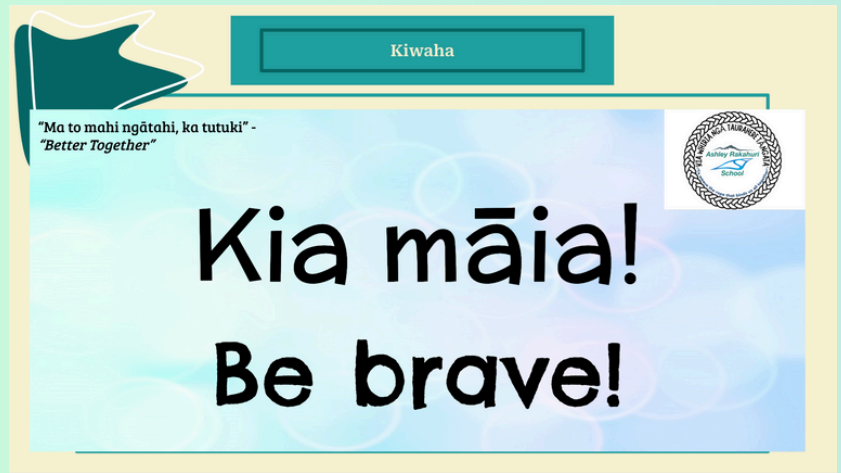 Kiwaha
“Ma to mahi ngātahi, ka tutuki” -
“Better Together”
Ashley Rakahuri
School
Kia māia!
Be brave!